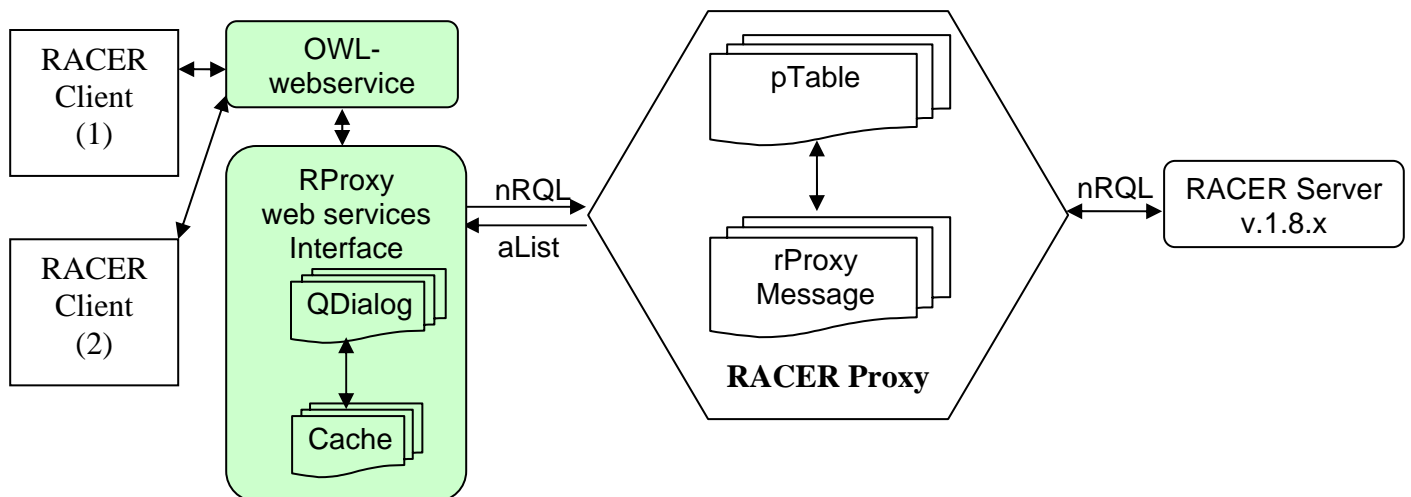 RACER
Client
(1)
RACER
Client
(2)
OWL-
webservice
RProxy
web services
Interface
QDialog
Cache
nRQL
aList
pTable
rProxy
Message
RACER Proxy
nRQL
RACER Server
v.1.8.x